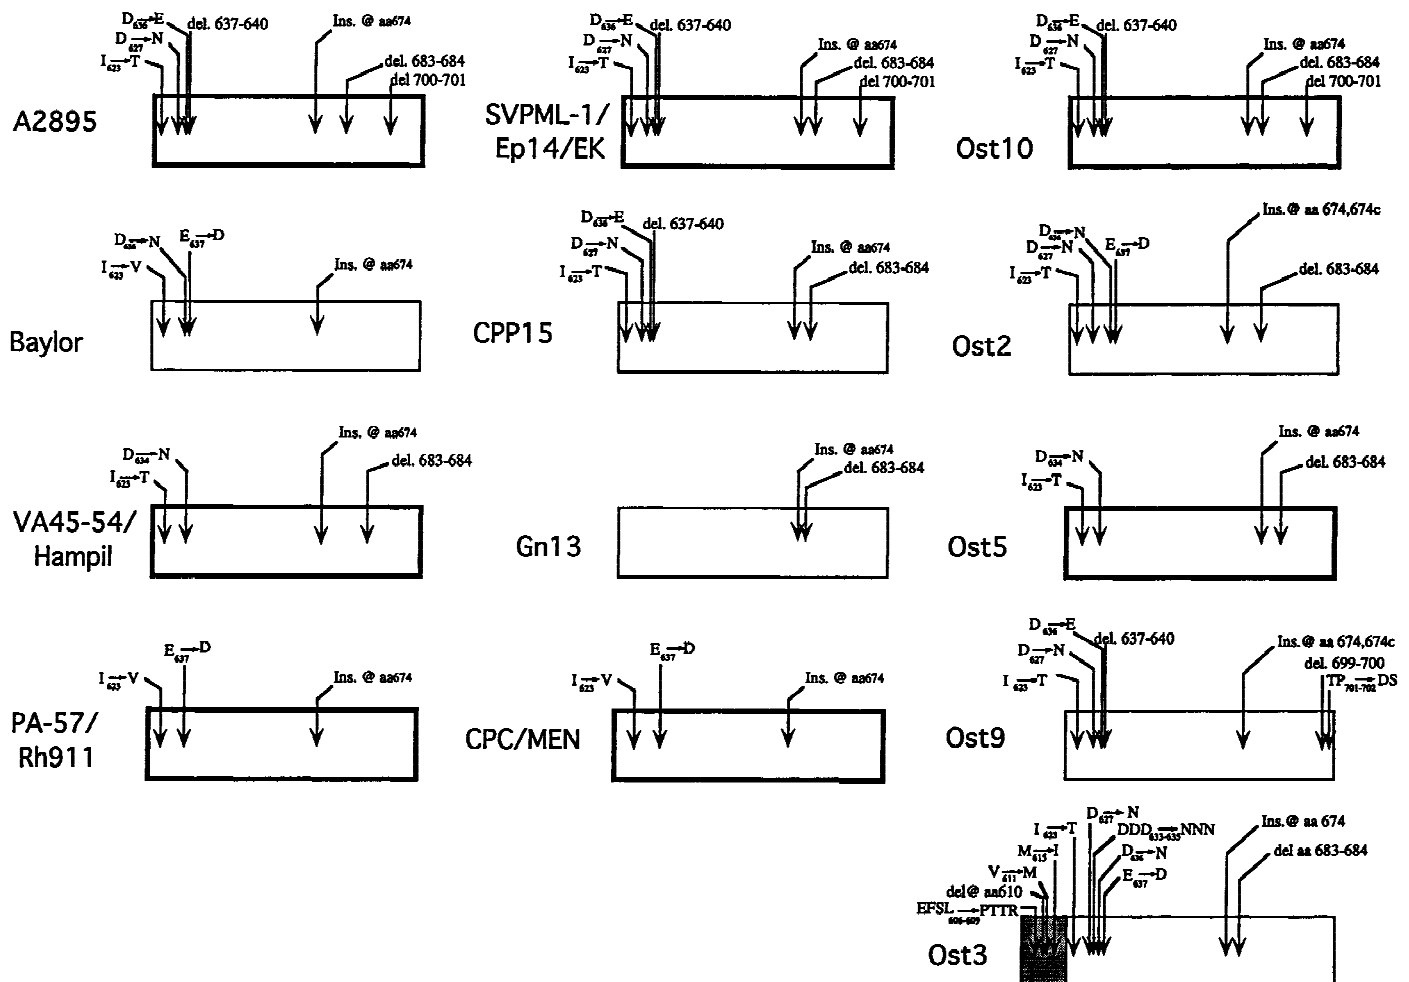 D636→E
del. 637-640
Ins. @ aa674
D627→N
I623→T
del. 683-684
del 700-701
A2895
D636→E
del. 637-640
D627→N
Ins. @ aa674
I623→T
del. 683-684
del 700-701
SVPML-1/
Ep14/EK
D636→E
del. 637-640
D627→N
Ins. @ aa674
I623→T
del. 683-684
del 700-701
Ost10
D636→N
E637→D
I623→V
Ins. @ aa674
Baylor
D636→E
del. 637-640
D627→N
Ins. @ aa674
I623→T
del. 683-684
CPP15
Ins. @ aa 674,674c
D636→N
D627→N
E637→D
I623→T
del. 683-684
Ost2
Ins. @ aa674
D634→N
del. 683-684
I623→T
VA45-54/
Hampil
Ins. @ aa674
del. 683-684
Gn13
Ins. @ aa674
D634→N
del. 683-684
I623→T
Ost5
E637→D
I623→V
Ins. @ aa674
PA-57/
Rh911
E637→D
I623→V
Ins. @ aa674
CPC/MEN
D636→E
del. 637-640
Ins. @ aa 674,674c
D627→N
del. 699-700
I623→T
TP701-702→DS
Ost9
D627→N
I623→T
DDD633-635→NNN
Ins. @ aa 674
M615→I
D636→N
del aa 683-684
V611→M
E637→D
del@ aa610
EFSL606-609→PTTR
Ost3